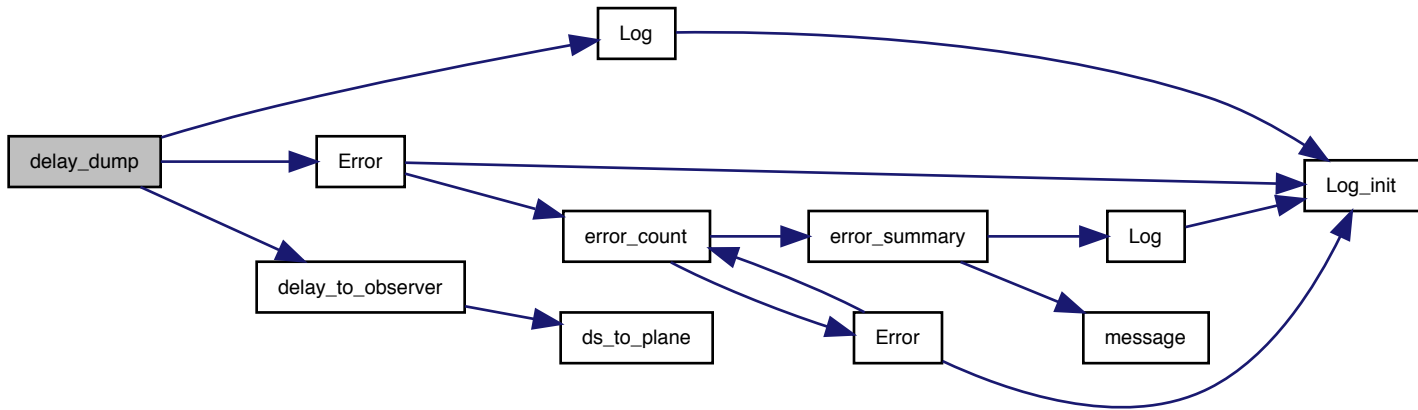 Log
delay_dump
Error
Log_init
error_count
error_summary
Log
delay_to_observer
ds_to_plane
Error
message